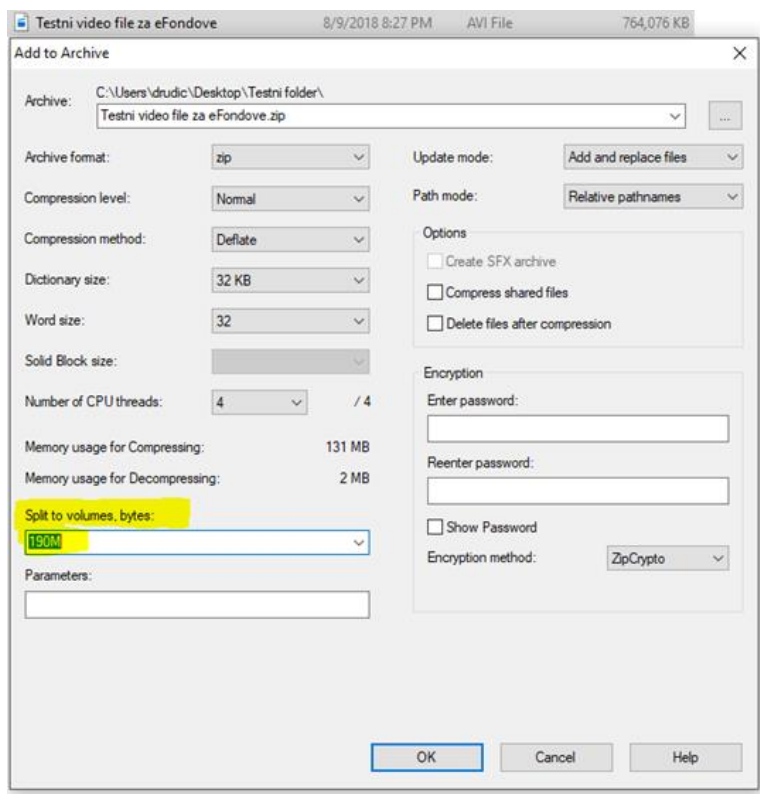 Testni video file za eFondove 8/9/2018 8:27 PM AVI File 764,076 KB
Add to Archive
Archive: C:\Users\drudic\Desktop\Testni folder\
Testni video file za eFondove.zip
...
Archive format: zip
Compression level: Normal
Compression method: Deflate
Dictionary size: 32 KB
Word size: 32
Solid Block size:
Number of CPU threads: 4 / 4
Memory usage for Compressing: 131 MB
Memory usage for Decompressing: 2 MB
Split to volumes, bytes:
190M
Parameters:
Update mode: Add and replace files
Path mode: Relative pathnames
Options
Create SFX archive
Compress shared files
Delete files after compression
Encryption
Enter password:
Reenter password:
Show Password
Encryption method: ZipCrypto
OK Cancel Help